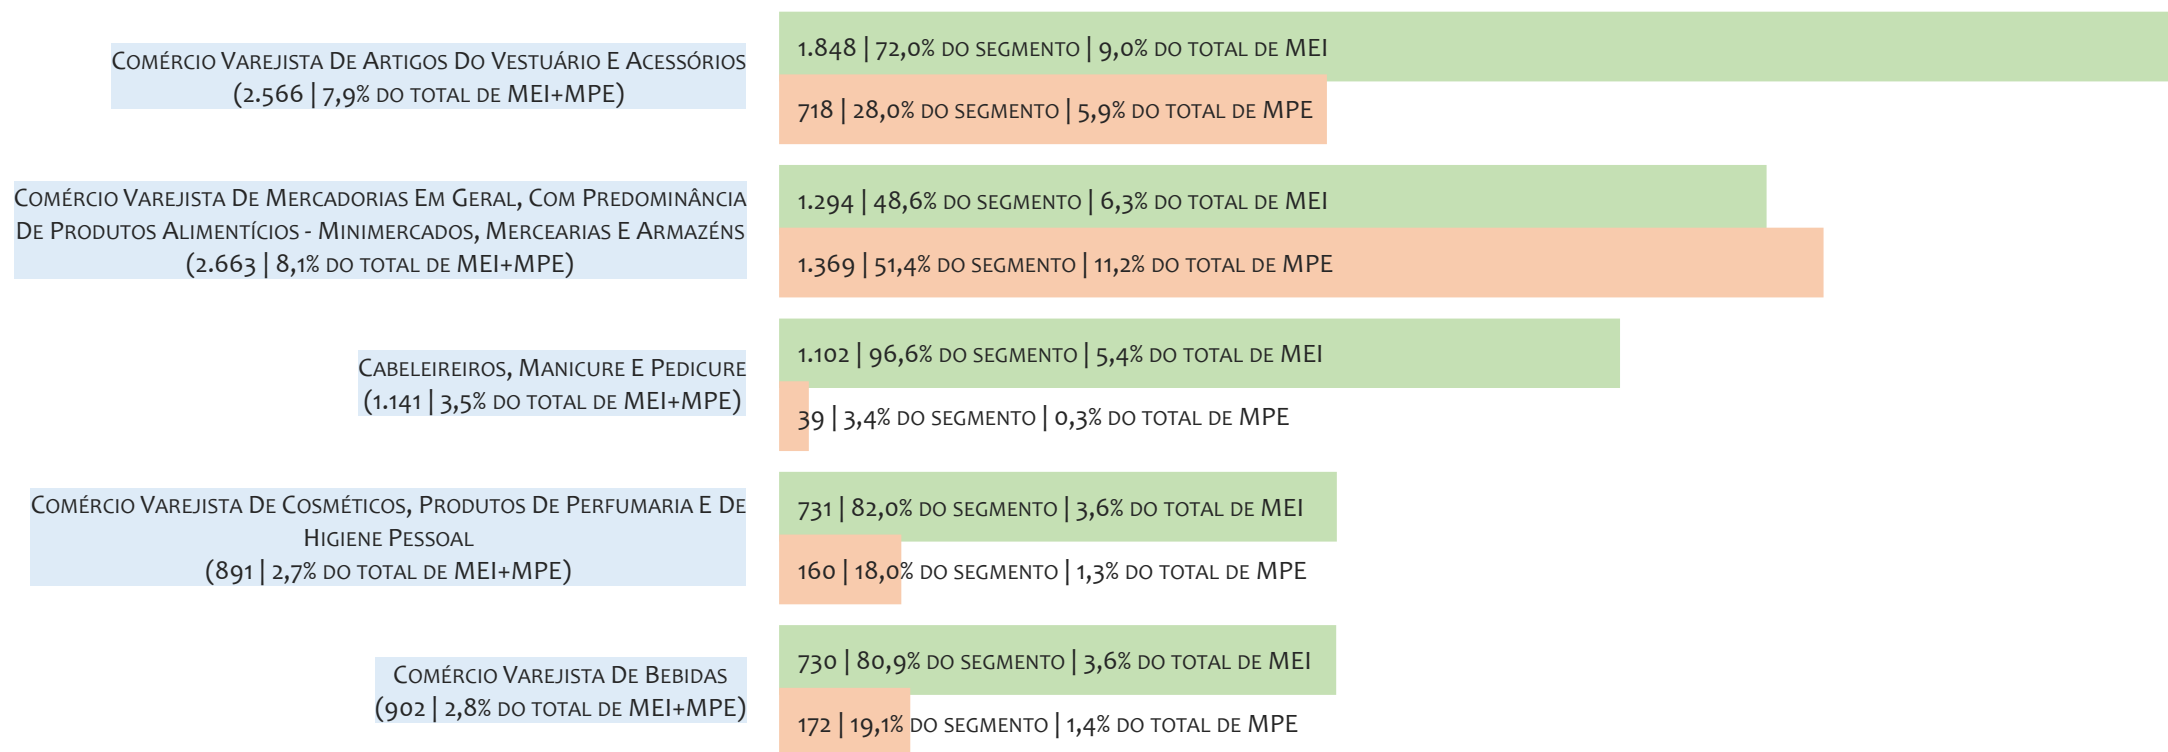 Comércio Varejista De Artigos Do Vestuário E Acessórios
(2.566 | 7,9% do total de MEI+MPE)
1.848 | 72,0% do segmento | 9,0% do total de MEI
718 | 28,0% do segmento | 5,9% do total de MPE
Comércio Varejista De Mercadorias Em Geral, Com Predominância
De Produtos Alimentícios - Minimercados, Mercearias E Armazéns
(2.663 | 8,1% do total de MEI+MPE)
1.294 | 48,6% do segmento | 6,3% do total de MEI
1.369 | 51,4% do segmento | 11,2% do total de MPE
Cabeleireiros, Manicure E Pedicure
(1.141 | 3,5% do total de MEI+MPE)
1.102 | 96,6% do segmento | 5,4% do total de MEI
39 | 3,4% do segmento | 0,3% do total de MPE
Comércio Varejista De Cosméticos, Produtos De Perfumaria E De
Higiene Pessoal
(891 | 2,7% do total de MEI+MPE)
731 | 82,0% do segmento | 3,6% do total de MEI
160 | 18,0% do segmento | 1,3% do total de MPE
Comércio Varejista De Bebidas
(902 | 2,8% do total de MEI+MPE)
730 | 80,9% do segmento | 3,6% do total de MEI
172 | 19,1% do segmento | 1,4% do total de MPE